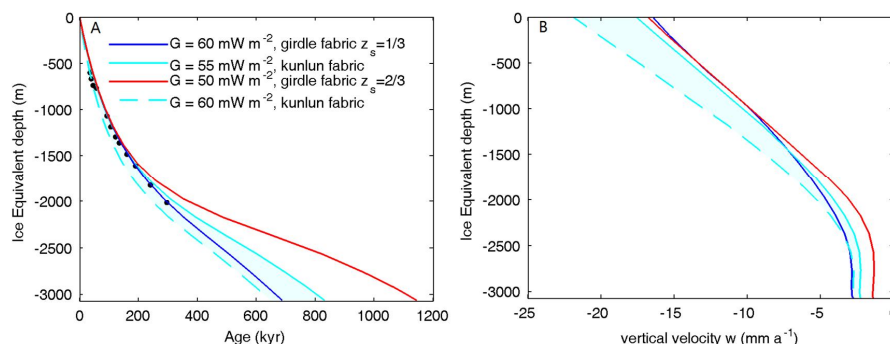 A
G = 60 mW m-2, girdle fabric zs=1/3
G = 55 mW m-2, kunlun fabric
G = 50 mW m-2, girdle fabric zs=2/3
G = 60 mW m-2, kunlun fabric
0
-500
-1000
-1500
-2000
-2500
-3000
Ice Equivalent depth (m)
0 200 400 600 800 1000 1200
Age (kyr)
B
0
-500
-1000
-1500
-2000
-2500
-3000
Ice Equivalent depth (m)
-25 -20 -15 -10 -5 0
vertical velocity w (mm a-1)